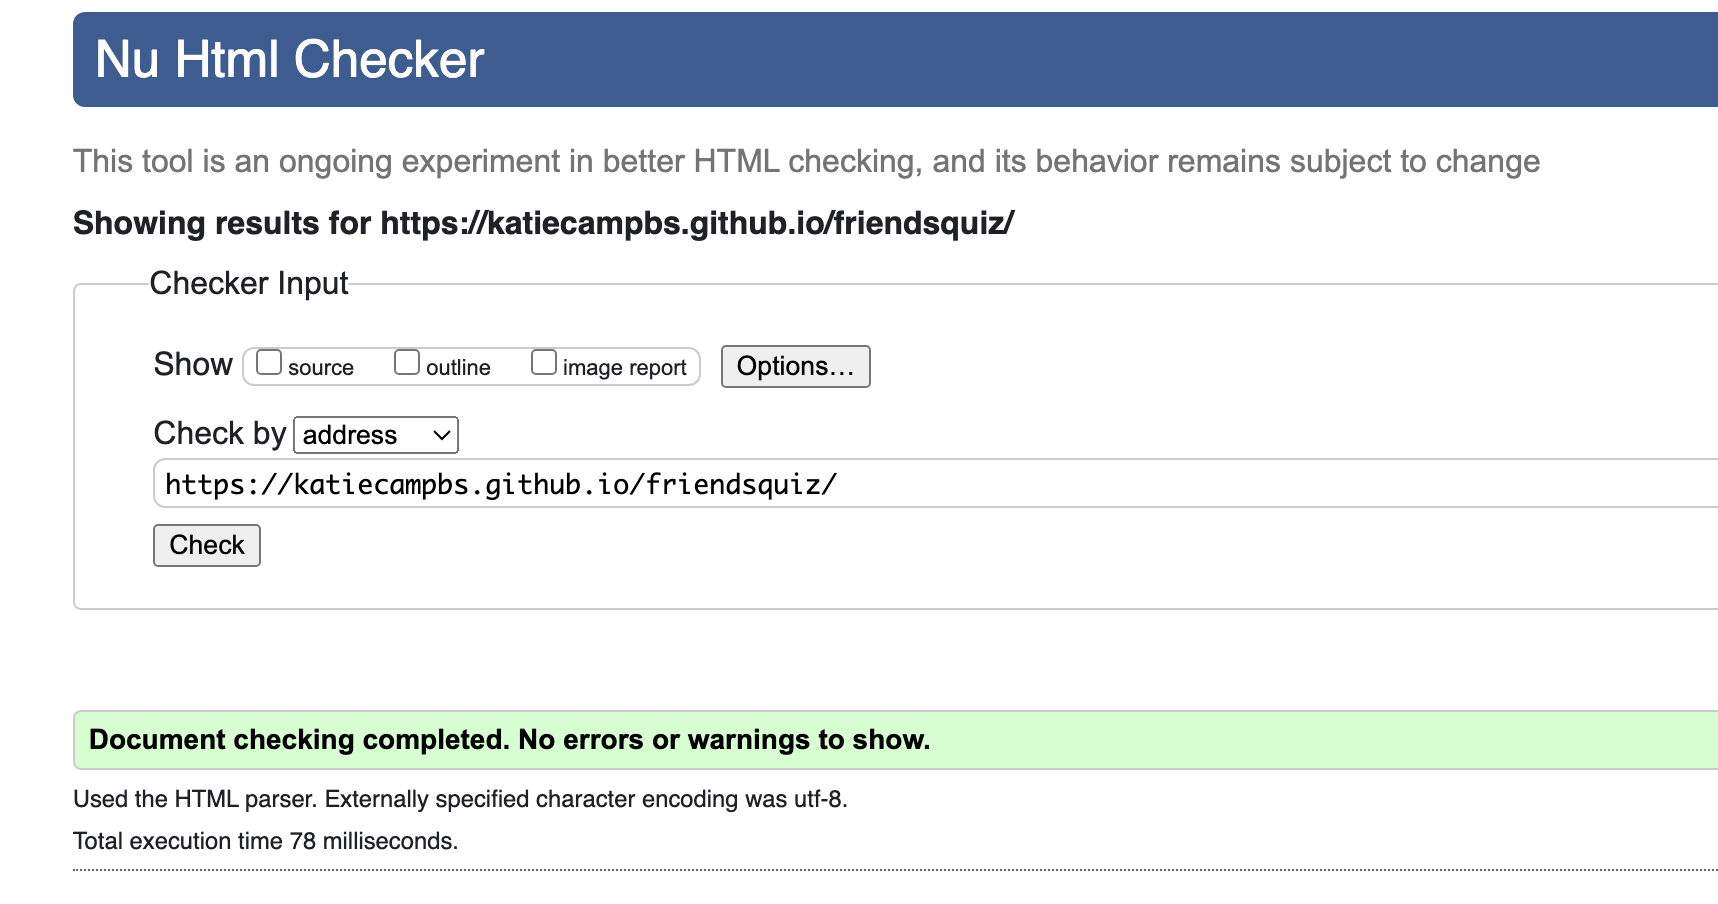 Nu Html Checker
This tool is an ongoing experiment in better HTML checking, and its behavior remains subject to change
Showing results for https://katiecampbs.github.io/friendsquiz/
Checker Input
Show source outline image report Options...
Check by address
https://katiecampbs.github.io/friendsquiz/
Check
Document checking completed. No errors or warnings to show.
Used the HTML parser. Externally specified character encoding was utf-8.
Total execution time 78 milliseconds.